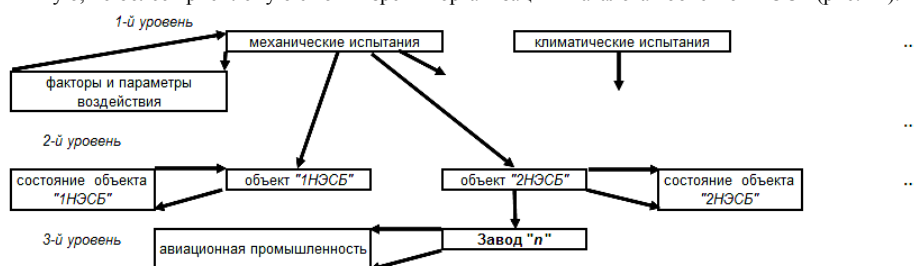 1-й уровень
механические испытания
климатические испытания
..
факторы и параметры
воздействия
..
2-й уровень
состояние объекта
"1НЭСБ"
объект "1НЭСБ"
объект "2НЭСБ"
состояние объекта
"2НЭСБ"
..
3-й уровень
авиационная промышленность
Завод "n"